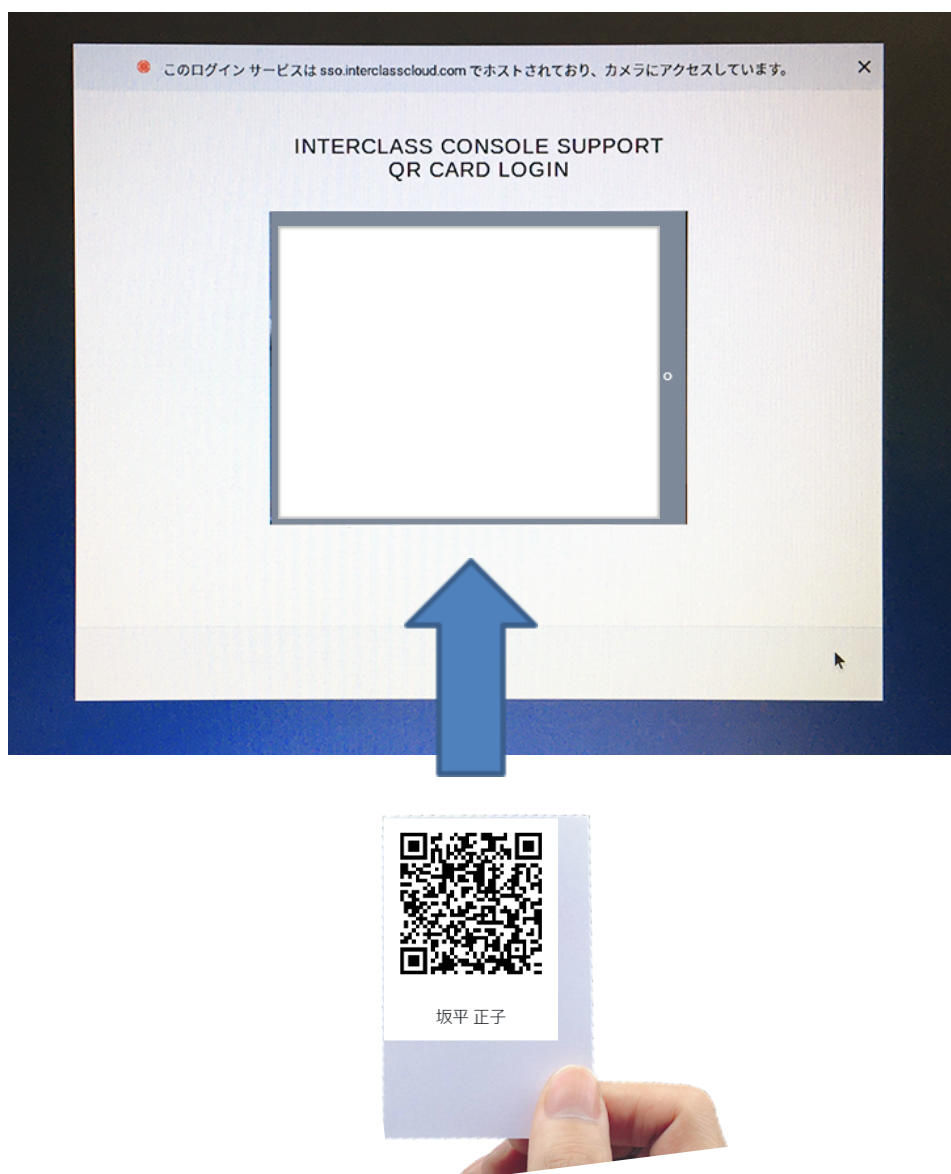 このログイン サービスは sso.interclasscloud.com でホストされており、カメラにアクセスしています。
INTERCLASS CONSOLE SUPPORT
QR CARD LOGIN
坂平 正子